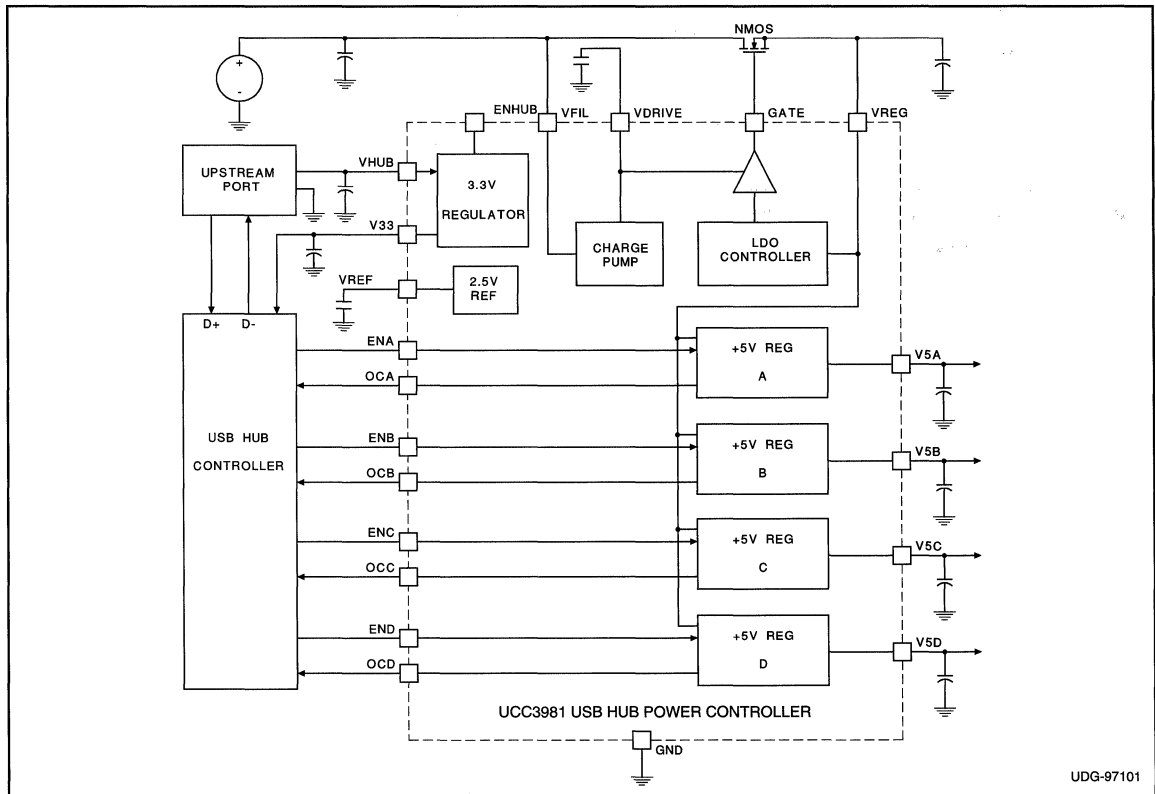 NMOS
+
-
ENHUB
VFIL
VDRIVE
GATE
VREG
UPSTREAM
PORT
VHUB
V33
3.3V
REGULATOR
CHARGE
PUMP
LDO
CONTROLLER
VREF
2.5V
REF
D+
D-
USB HUB
CONTROLLER
ENA
OCA
+5V REG
A
V5A
ENB
OCB
+5V REG
B
V5B
ENC
OCC
+5V REG
C
V5C
END
OCD
+5V REG
D
V5D
UCC3981 USB HUB POWER CONTROLLER
GND
UDG-97101